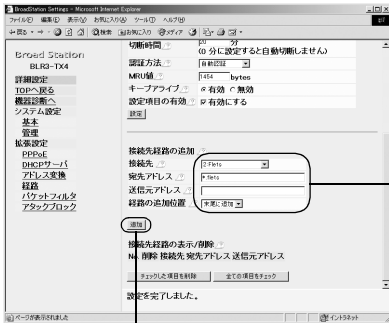 BroadStation Settings - Microsoft Internet Explorer
ファイル(F) 編集(E) 表示(V) お気に入り(A) ツール(T) ヘルプ(H)
戻る 検索 お気に入り 履歴
Broad Station
BLR3-TX4
詳細設定
TOPへ戻る
機器診断へ
システム設定
基本
管理
拡張設定
PPPoE
DHCPサーバ
アドレス変換
経路
パケットフィルタ
アタックブロック
切断時間 20 分
(0 分に設定すると自動切断しません)
認証方法 自動認証
MRU値 1454 bytes
キープアライブ 有効 無効
設定項目の有効 有効にする
設定
接続先経路の追加
接続先 2:Flets
宛先アドレス *.flets
送信元アドレス
経路の追加位置 末尾に追加
追加
接続先経路の表示/削除
No. 削除 接続先 宛先アドレス 送信元アドレス
チェックした項目を削除 全ての項目をチェック
設定を完了しました。
ページが表示されました イントラネット